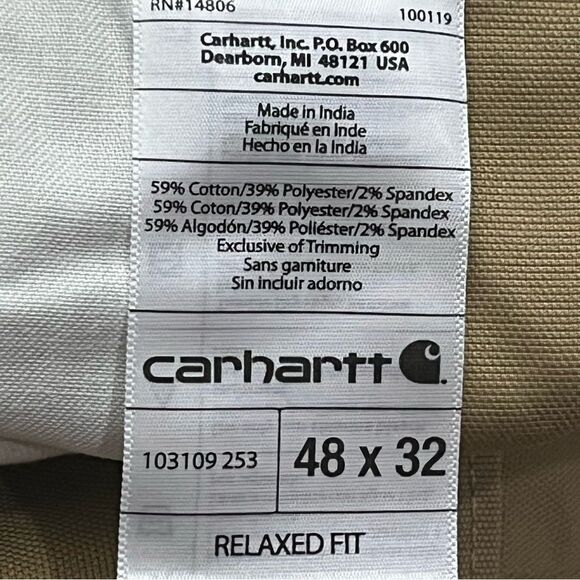 RN#14806 100119
Carhartt, Inc. P.O. Box 600
Dearborn, MI 48121 USA
carhartt.com
Made in India
Fabriqué en Inde
Hecho en la India
59% Cotton/39% Polyester/2% Spandex
59% Coton/39% Polyester/2% Spandex
59% Algodón/39% Poliéster/2% Spandex
Exclusive of Trimming
Sans garniture
Sin incluir adorno
carhartt
103109 253 48 x 32
RELAXED FIT